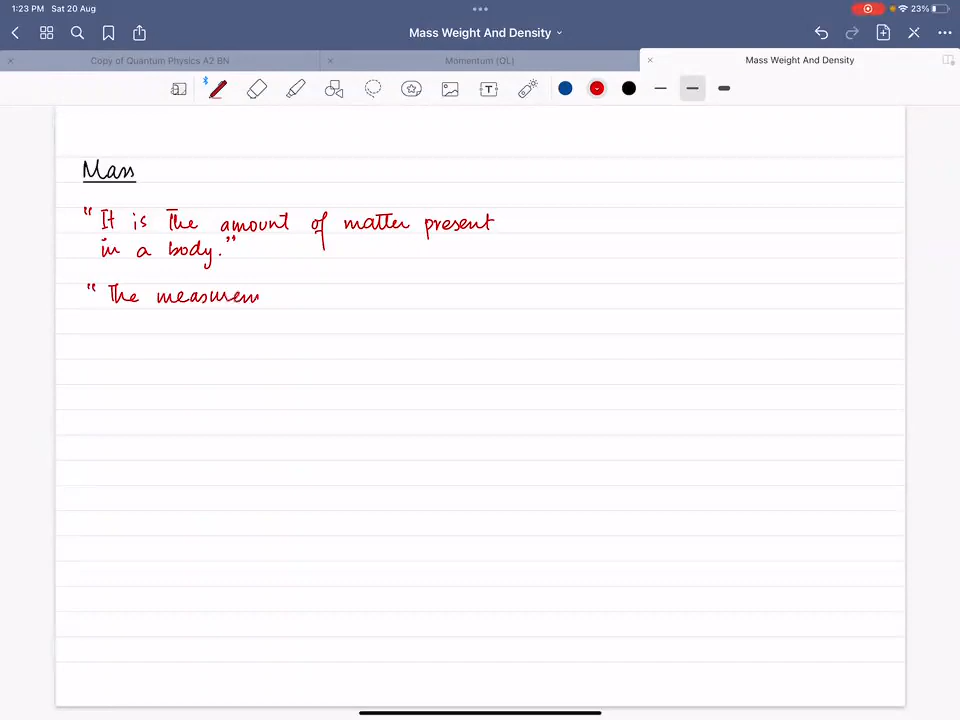 1:23 PM Sat 20 Aug
23%
Mass Weight And Density
Copy of Quantum Physics A2 BN
Momentum (OL)
Mass Weight And Density
T
Mass
"It is the amount of matter present
in a body."
"The measurem